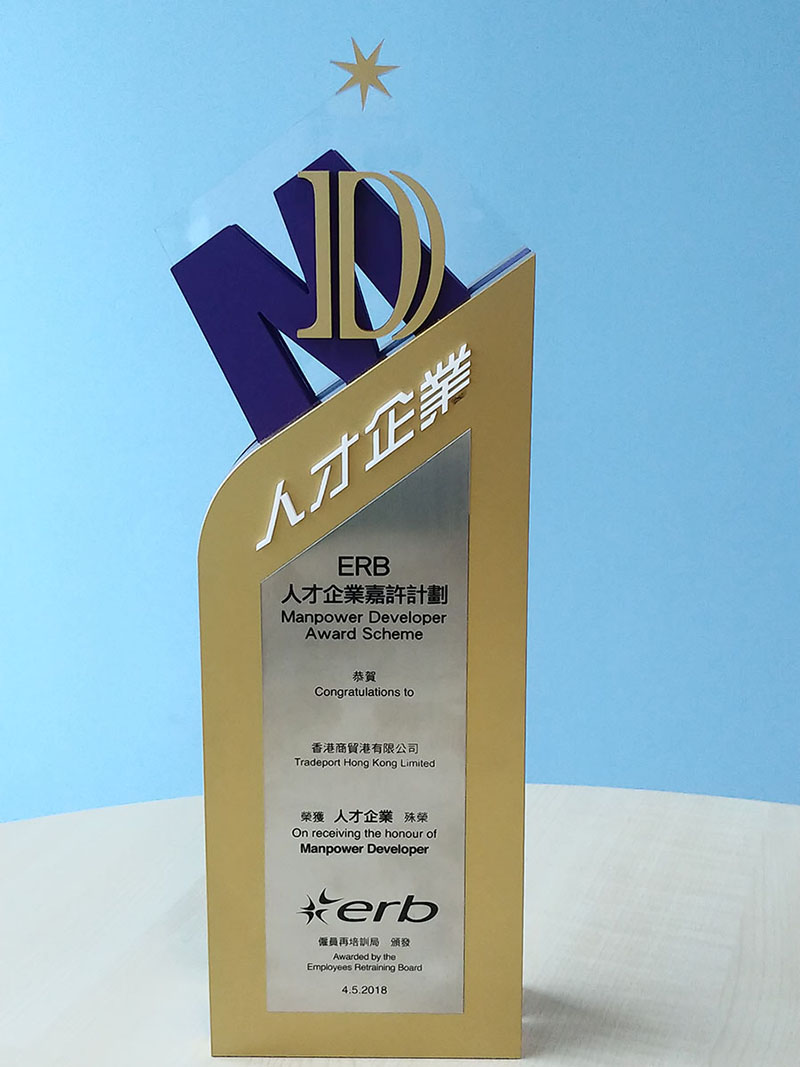 MD
人才企業
ERB
人才企業嘉許計劃
Manpower Developer
Award Scheme
恭賀
Congratulations to
香港商貿港有限公司
Tradeport Hong Kong Limited
榮獲 人才企業 殊榮
On receiving the honour of
Manpower Developer
erb
僱員再培訓局 頒發
Awarded by the
Employees Retraining Board
4.5.2018